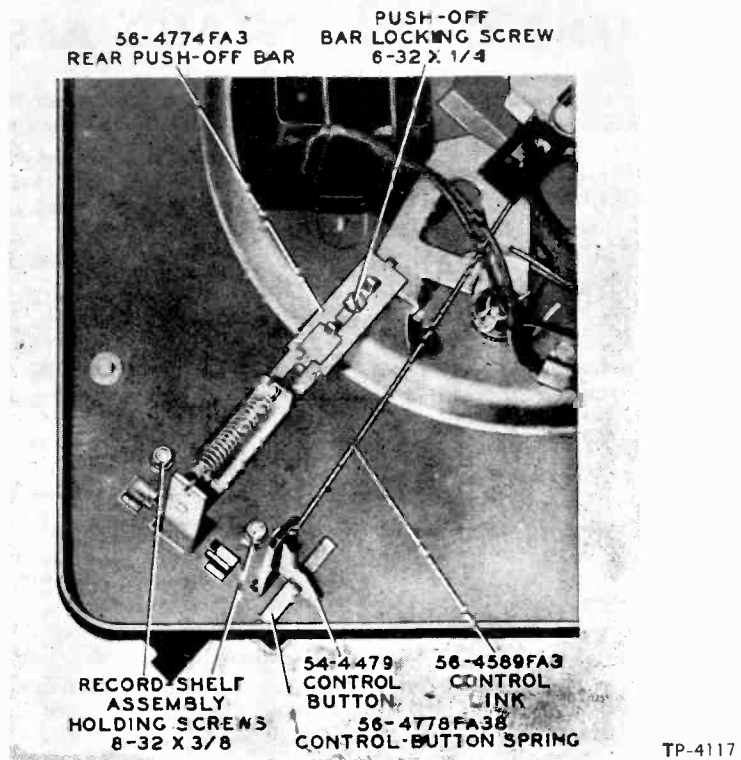 56-4774FA3
REAR PUSH-OFF BAR
PUSH-OFF
BAR LOCKING SCREW
6-32 X 1/4
RECORD-SHELF
ASSEMBLY
HOLDING SCREWS
8-32 X 3/8
54-4479
CONTROL
BUTTON
56-4589FA3
CONTROL
LINK
56-4778FA38
CONTROL-BUTTON SPRING
TP-4117